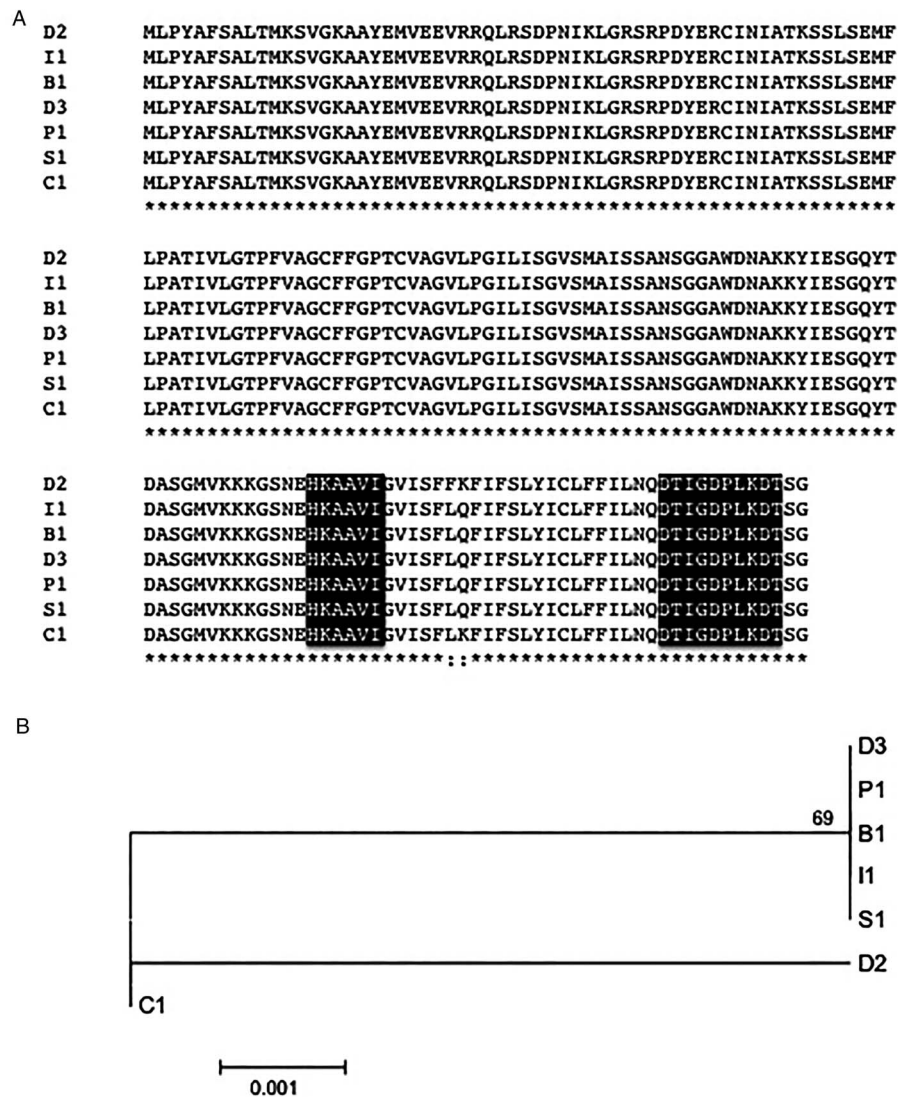 A
D2 MLPYAFSALTMKSVGKAAYEMVEEVRRQLRSDPNIKLGRSRPDYERCINIATKSSLSEMF
I1 MLPYAFSALTMKSVGKAAYEMVEEVRRQLRSDPNIKLGRSRPDYERCINIATKSSLSEMF
B1 MLPYAFSALTMKSVGKAAYEMVEEVRRQLRSDPNIKLGRSRPDYERCINIATKSSLSEMF
D3 MLPYAFSALTMKSVGKAAYEMVEEVRRQLRSDPNIKLGRSRPDYERCINIATKSSLSEMF
P1 MLPYAFSALTMKSVGKAAYEMVEEVRRQLRSDPNIKLGRSRPDYERCINIATKSSLSEMF
S1 MLPYAFSALTMKSVGKAAYEMVEEVRRQLRSDPNIKLGRSRPDYERCINIATKSSLSEMF
C1 MLPYAFSALTMKSVGKAAYEMVEEVRRQLRSDPNIKLGRSRPDYERCINIATKSSLSEMF
************************************************************
D2 LPATIVLGTPFVAGCFFGPTCVAGVLPGILISGVSMAISSANSGGAWDNAKKYIESGQYT
I1 LPATIVLGTPFVAGCFFGPTCVAGVLPGILISGVSMAISSANSGGAWDNAKKYIESGQYT
B1 LPATIVLGTPFVAGCFFGPTCVAGVLPGILISGVSMAISSANSGGAWDNAKKYIESGQYT
D3 LPATIVLGTPFVAGCFFGPTCVAGVLPGILISGVSMAISSANSGGAWDNAKKYIESGQYT
P1 LPATIVLGTPFVAGCFFGPTCVAGVLPGILISGVSMAISSANSGGAWDNAKKYIESGQYT
S1 LPATIVLGTPFVAGCFFGPTCVAGVLPGILISGVSMAISSANSGGAWDNAKKYIESGQYT
C1 LPATIVLGTPFVAGCFFGPTCVAGVLPGILISGVSMAISSANSGGAWDNAKKYIESGQYT
************************************************************
D2 DASGMVKKKGSNEHKAAVIGVISFFKFIFSLYICLFFILNQDTIGDPLKDTSG
I1 DASGMVKKKGSNEHKAAVIGVISFLQFIFSLYICLFFILNQDTIGDPLKDTSG
B1 DASGMVKKKGSNEHKAAVIGVISFLQFIFSLYICLFFILNQDTIGDPLKDTSG
D3 DASGMVKKKGSNEHKAAVIGVISFLQFIFSLYICLFFILNQDTIGDPLKDTSG
P1 DASGMVKKKGSNEHKAAVIGVISFLQFIFSLYICLFFILNQDTIGDPLKDTSG
S1 DASGMVKKKGSNEHKAAVIGVISFLQFIFSLYICLFFILNQDTIGDPLKDTSG
C1 DASGMVKKKGSNEHKAAVIGVISFLKFIFSLYICLFFILNQDTIGDPLKDTSG
************************::***************************
B
D3
P1
69
B1
I1
S1
D2
C1
0.001